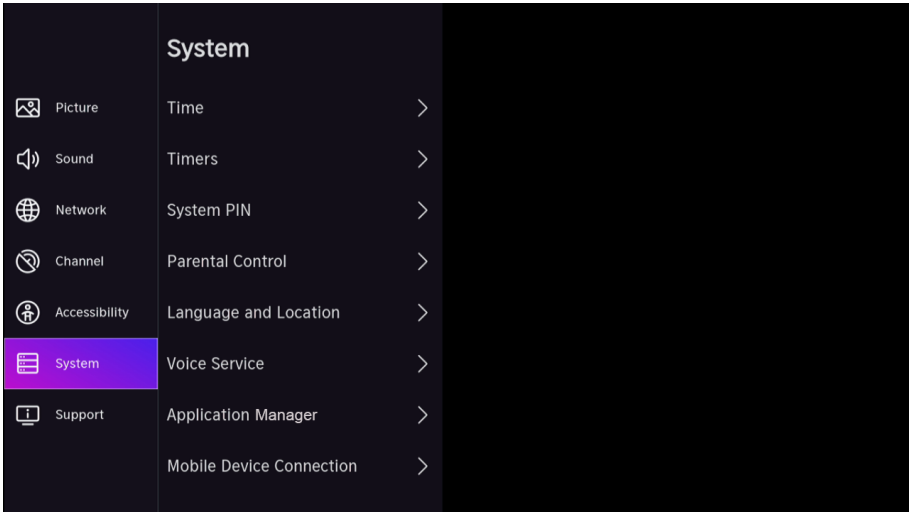 System
Picture
Sound
Network
Channel
Accessibility
System
Support
Time
Timers
System PIN
Parental Control
Language and Location
Voice Service
Application Manager
Mobile Device Connection